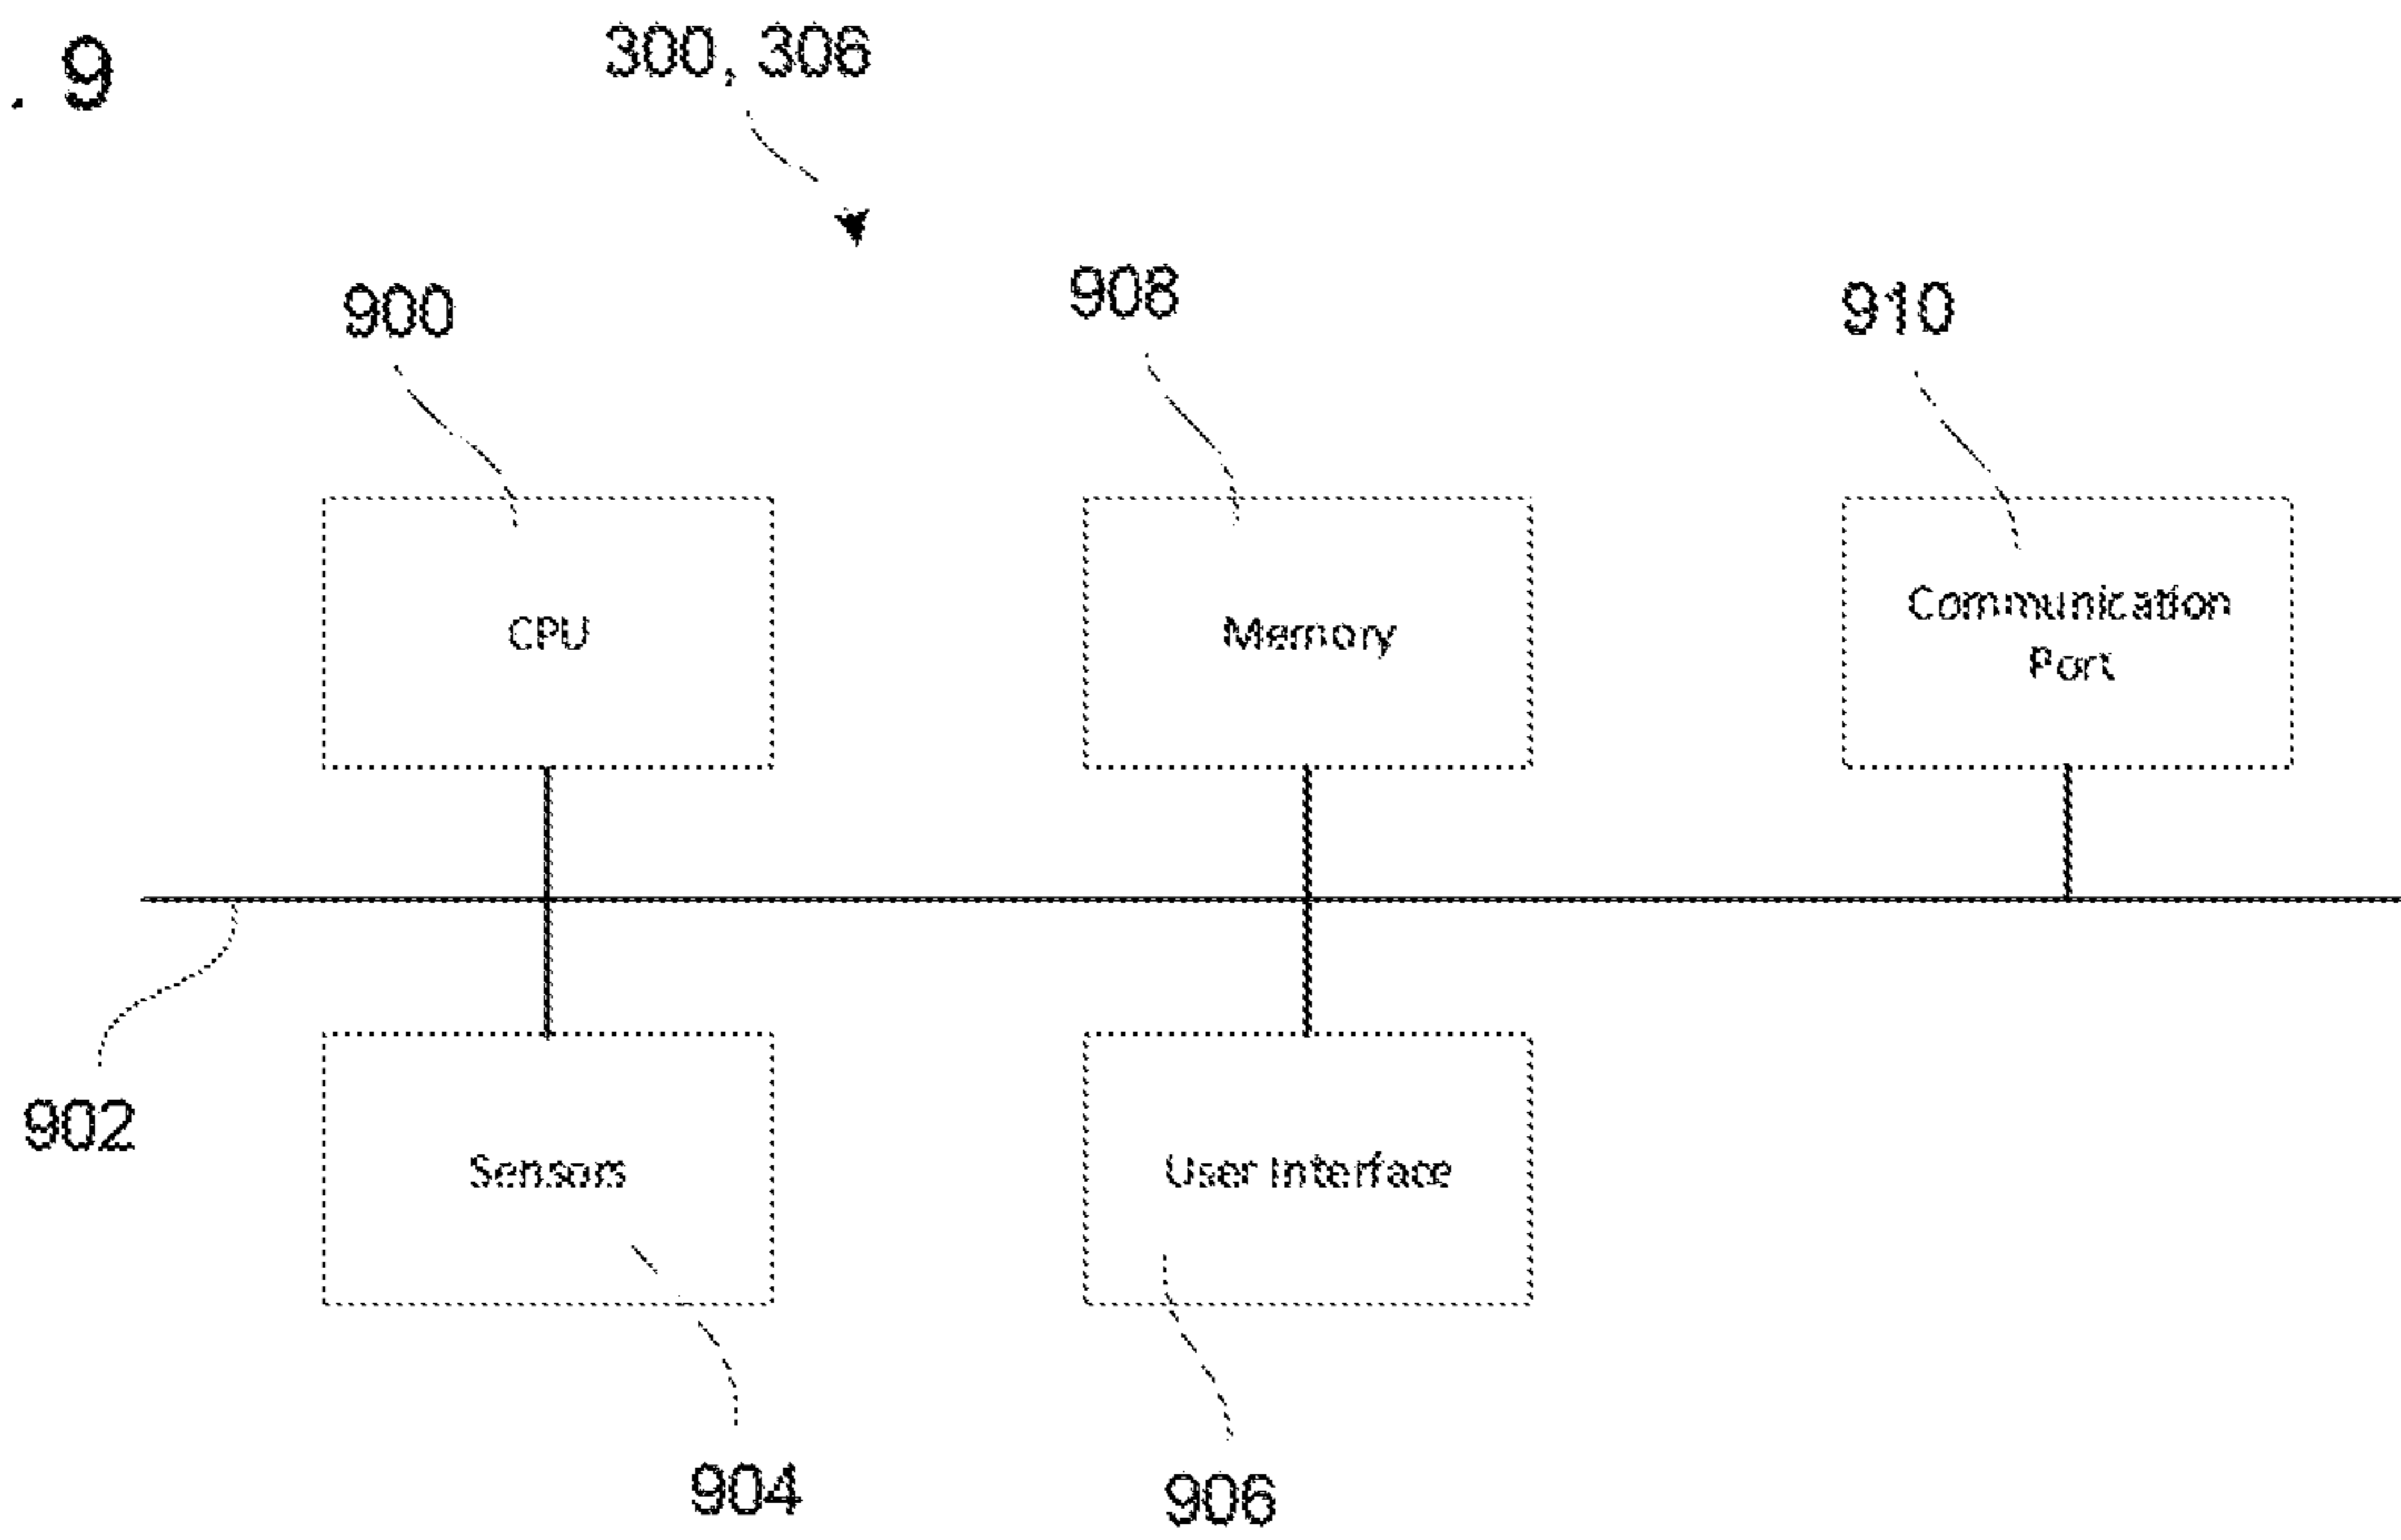 . 9
300, 306
900
908
910
CPU
Memory
Communication
Port
902
Sensors
User Interface
904
906